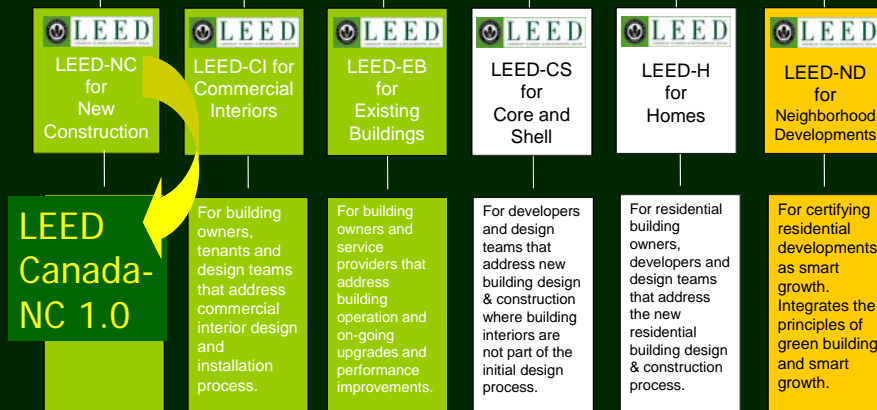 LEED
LEED-NC
for
New
Construction
LEED
LEED-CI for
Commercial
Interiors
LEED
LEED-EB
for
Existing
Buildings
LEED
LEED-CS
for
Core and
Shell
LEED
LEED-H
for
Homes
LEED
LEED-ND
for
Neighborhood
Developments
LEED
Canada-
NC 1.0
For building
owners,
tenants and
design teams
that address
commercial
interior design
and
installation
process.
For building
owners and
service
providers that
address
building
operation and
on-going
upgrades and
performance
improvements.
For developers
and design
teams that
address new
building design
& construction
where building
interiors are
not part of the
initial design
process.
For residential
building
owners,
developers and
design teams
that address
the new
residential
building design
& construction
process.
For certifying
residential
developments
as smart
growth.
Integrates the
principles of
green building
and smart
growth.